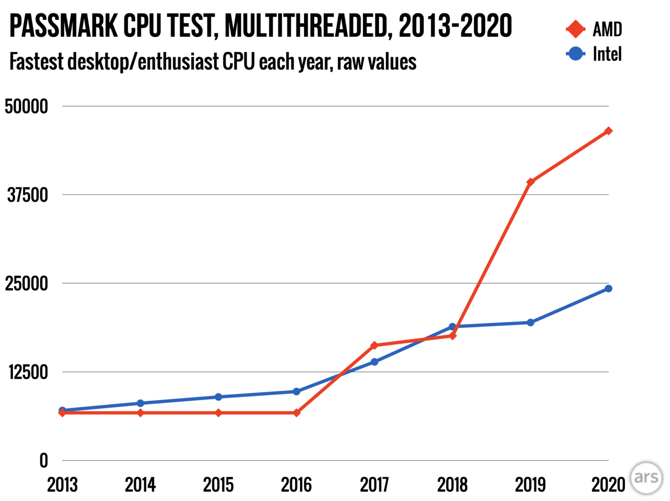 PASSMARK CPU TEST, MULTITHREADED, 2013-2020
Fastest desktop/enthusiast CPU each year, raw values
AMD
Intel
50000
37500
25000
12500
0
2013 2014 2015 2016 2017 2018 2019 2020
ars